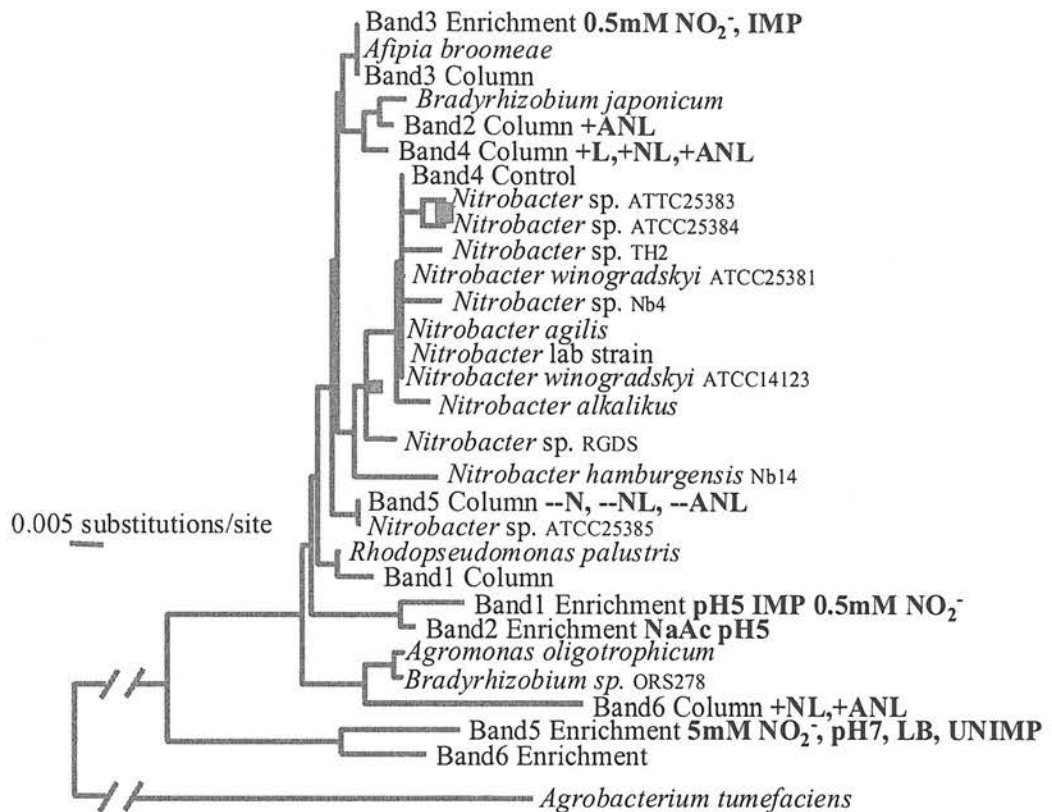 Band3 Enrichment 0.5mM NO₂⁻, IMP
Afipia broomeae
Band3 Column
Bradyrhizobium japonicum
Band2 Column +ANL
Band4 Column +L,+NL,+ANL
Band4 Control
Nitrobacter sp. ATTC25383
Nitrobacter sp. ATCC25384
Nitrobacter sp. TH2
Nitrobacter winogradskyi ATCC25381
Nitrobacter sp. Nb4
Nitrobacter agilis
Nitrobacter lab strain
Nitrobacter winogradskyi ATCC14123
Nitrobacter alkalikus
Nitrobacter sp. RGDS
Nitrobacter hamburgensis Nb14
Band5 Column --N, --NL, --ANL
0.005 substitutions/site
Nitrobacter sp. ATCC25385
Rhodopseudomonas palustris
Band1 Column
Band1 Enrichment pH5 IMP 0.5mM NO₂⁻
Band2 Enrichment NaAc pH5
Agromonas oligotrophicum
Bradyrhizobium sp. ORS278
Band6 Column +NL,+ANL
Band5 Enrichment 5mM NO₂⁻, pH7, LB, UNIMP
Band6 Enrichment
Agrobacterium tumefaciens